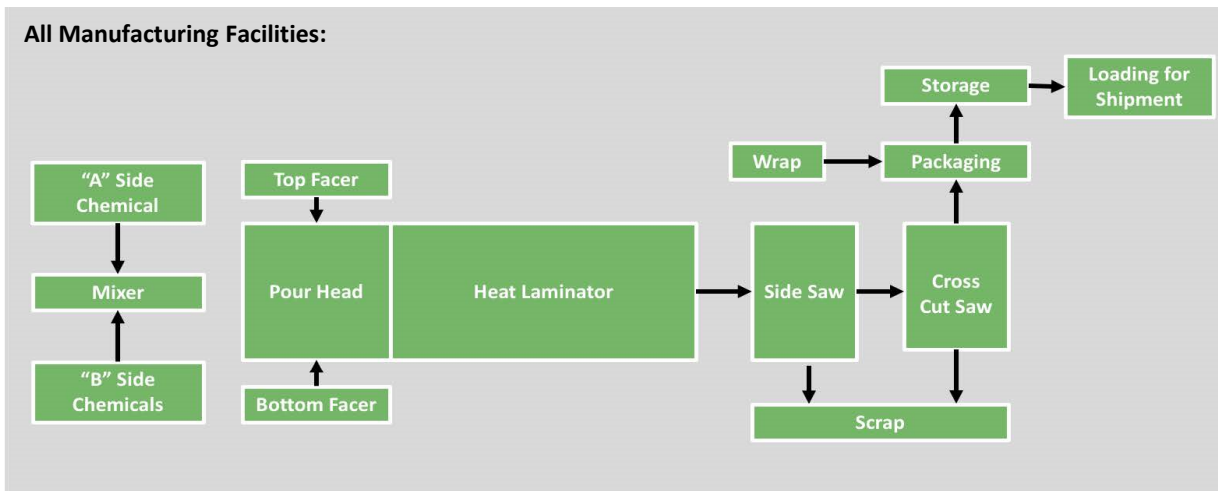 All Manufacturing Facilities:
Storage
Loading for
Shipment
Wrap
Packaging
“A” Side
Chemical
Top Facer
Mixer
Pour Head
Heat Laminator
Side Saw
Cross
Cut Saw
“B” Side
Chemicals
Bottom Facer
Scrap